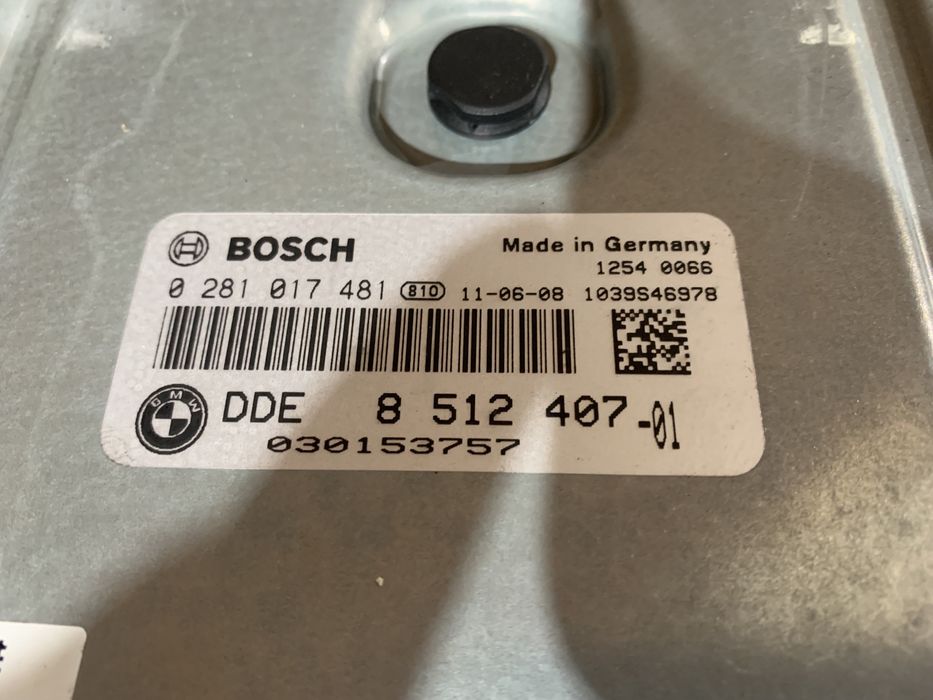 BOSCH
Made in Germany
1254 0066
0 281 017 481 810 11-06-08 1039S46978
BMW
DDE 8 512 407-01
030153757